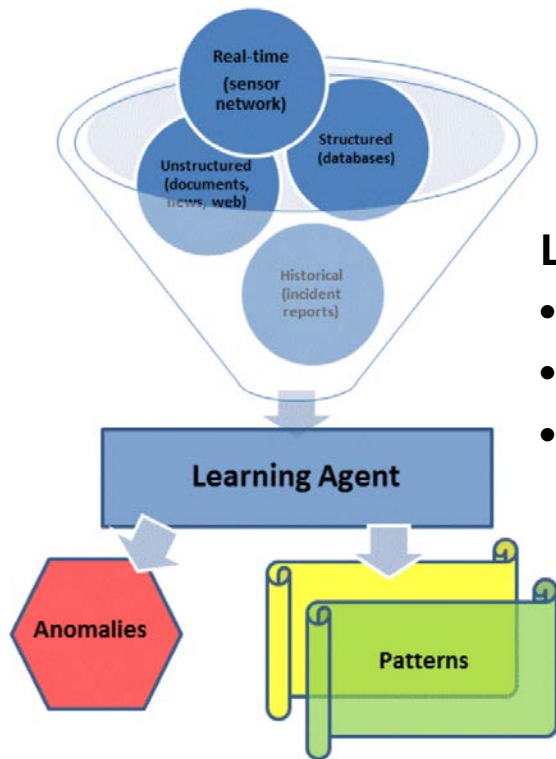 Real-time
(sensor
network)
Structured
(databases)
Unstructured
(documents,
news, web)
Historical
(incident
reports)
L
•
•
•
Learning Agent
Anomalies
Patterns